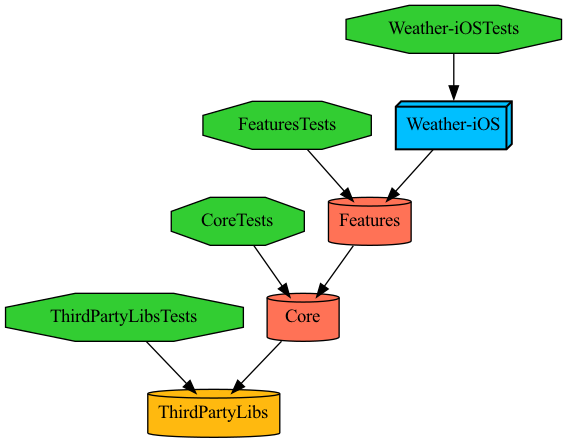 Weather-iOSTests
FeaturesTests
Weather-iOS
CoreTests
Features
ThirdPartyLibsTests
Core
ThirdPartyLibs